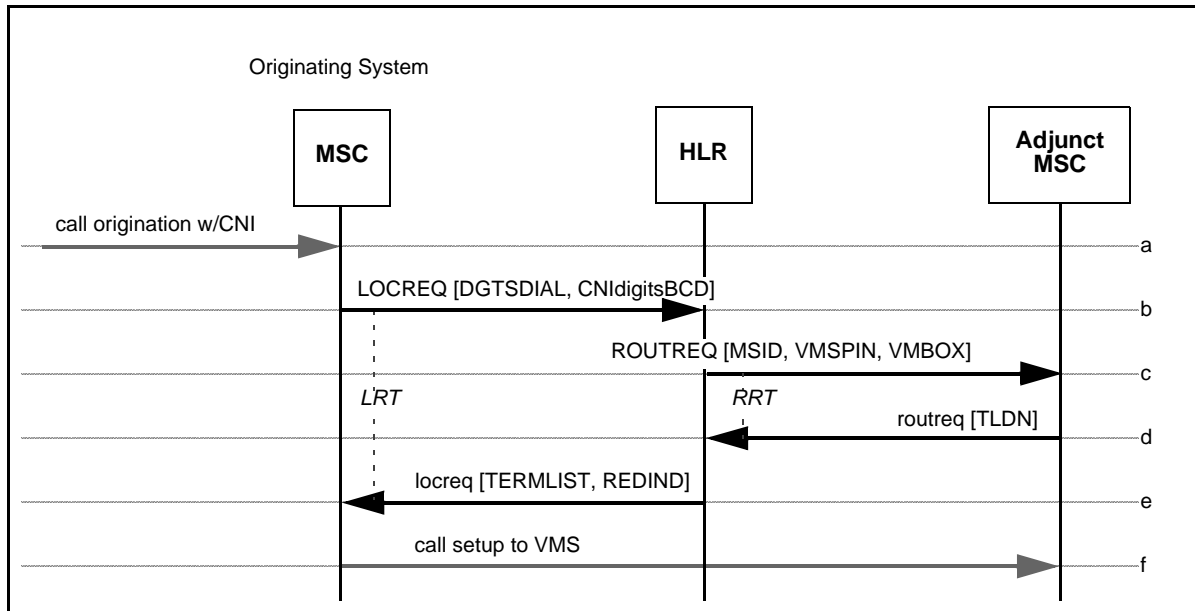 Originating System
MSC
HLR
Adjunct
MSC
call origination w/CNI
a
LOCREQ [DGTSDIAL, CNIdigitsBCD]
b
ROUTREQ [MSID, VMSPIN, VMBOX]
c
LRT
RRT
routreq [TLDN]
d
locreq [TERMLIST, REDIND]
e
call setup to VMS
f